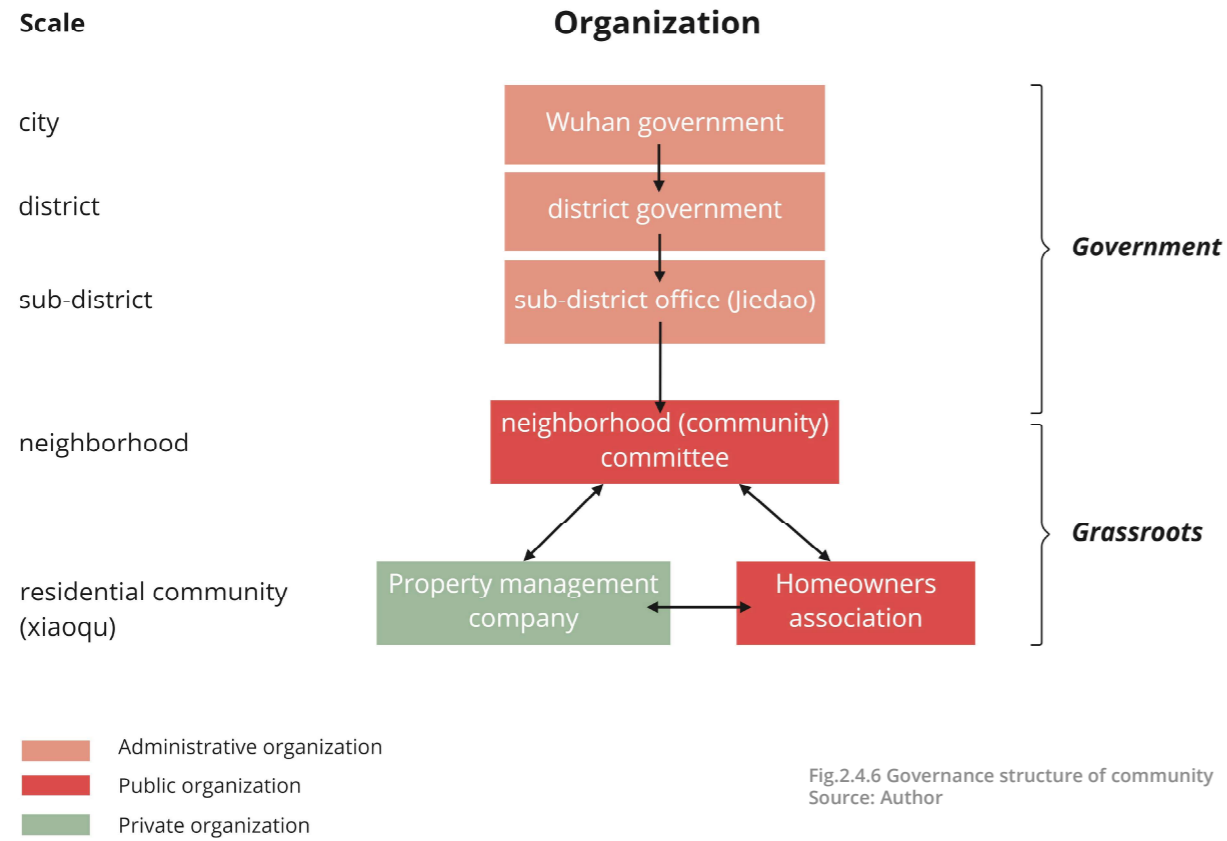 Scale
Organization
city
Wuhan government
district
district government
sub-district
sub-district office (Jiedao)
Government
neighborhood
neighborhood (community)
committee
Grassroots
residential community
(xiaoqu)
Property management
company
Homeowners
association
Administrative organization
Public organization
Private organization
Fig.2.4.6 Governance structure of community
Source: Author